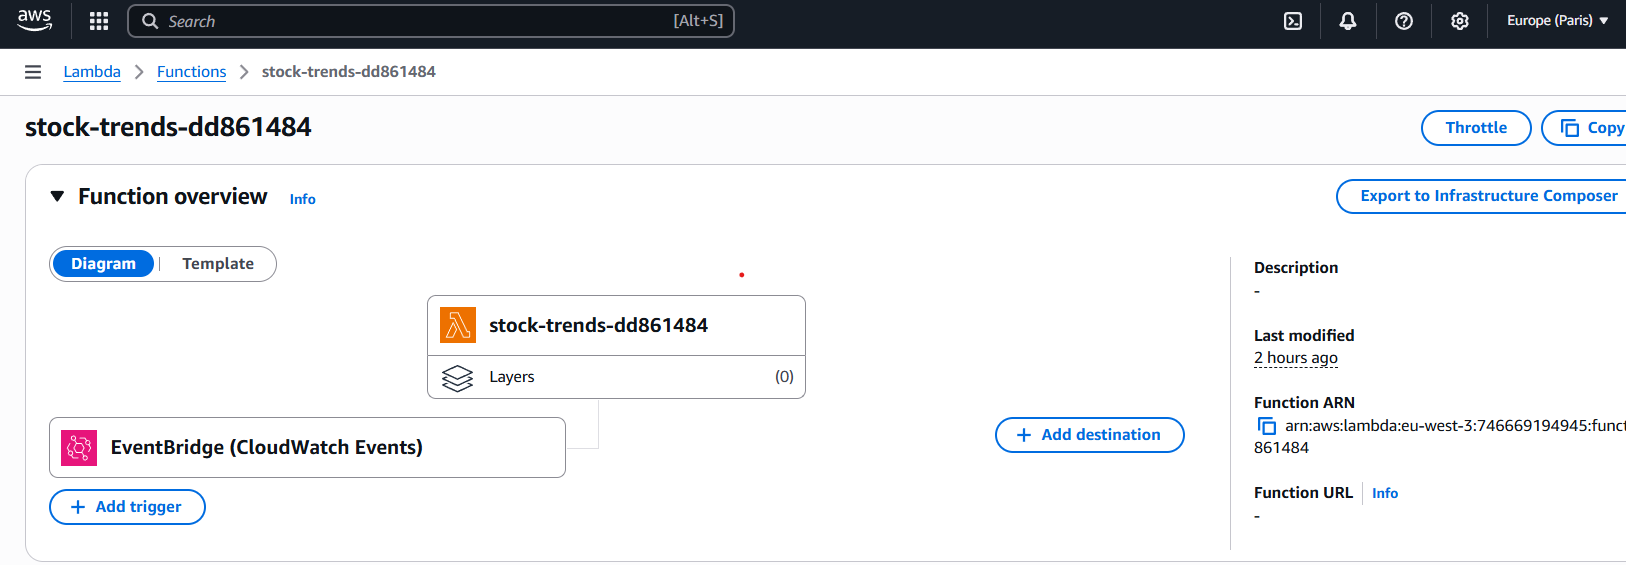 aws
Search [Alt+S]
Europe (Paris)
Lambda > Functions > stock-trends-dd861484
stock-trends-dd861484
Throttle
Copy
Function overview Info
Export to Infrastructure Composer
Diagram | Template
stock-trends-dd861484
Layers (0)
EventBridge (CloudWatch Events)
+ Add trigger
+ Add destination
Description
-
Last modified
2 hours ago
Function ARN
arn:aws:lambda:eu-west-3:746669194945:funct
861484
Function URL | Info
-